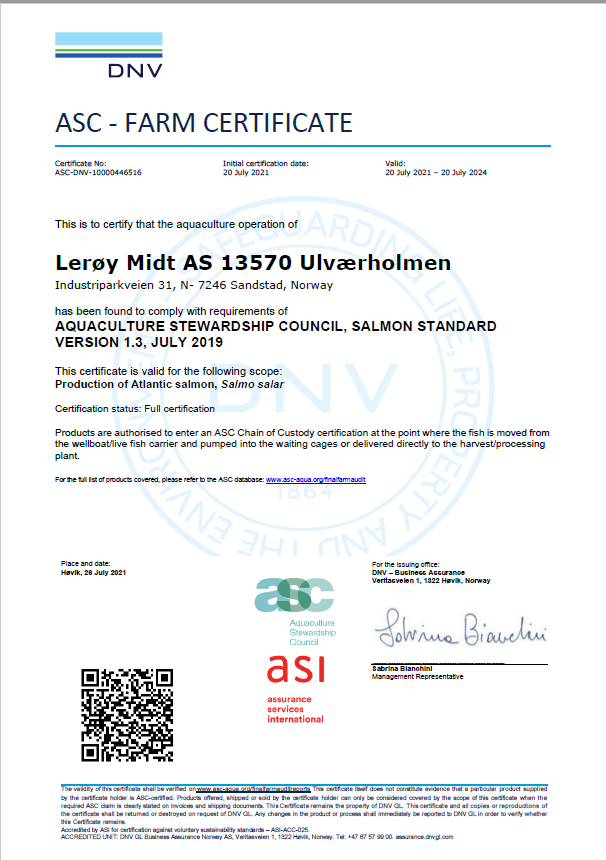 DNV
ASC - FARM CERTIFICATE
Certificate No:
ASC-DNV-10000446516
Initial certification date:
20 July 2021
Valid:
20 July 2021 – 20 July 2024
This is to certify that the aquaculture operation of
Lerøy Midt AS 13570 Ulværholmen
Industriparkveien 31, N- 7246 Sandstad, Norway
has been found to comply with requirements of
AQUACULTURE STEWARDSHIP COUNCIL, SALMON STANDARD
VERSION 1.3, JULY 2019
This certificate is valid for the following scope:
Production of Atlantic salmon, Salmo salar
Certification status: Full certification
Products are authorised to enter an ASC Chain of Custody certification at the point where the fish is moved from
the wellboat/live fish carrier and pumped into the waiting cages or delivered directly to the harvest/processing
plant.
For the full list of products covered, please refer to the ASC database: www.asc-aqua.org/finalfarmaudit
SAFEGUARDING LIFE, PROPERTY AND THE ENVIRONMENT
DNV
1864
Place and date:
Høvik, 26 July 2021
For the issuing office:
DNV – Business Assurance
Veritasveien 1, 1322 Høvik, Norway
asc
Aquaculture
Stewardship
Council
Sabrina Bianchini
Sabrina Bianchini
Management Representative
asi
assurance
services
international
The validity of this certificate shall be verified on www.asc-aqua.org/finalfarmauditreports This certificate itself does not constitute evidence that a particular product supplied
by the certificate holder is ASC-certified. Products offered, shipped or sold by the certificate holder can only be considered covered by the scope of this certificate when the
required ASC claim is clearly stated on invoices and shipping documents. This Certificate remains the property of DNV GL. This certificate and all copies or reproductions of
the certificate shall be returned or destroyed on request of DNV GL. Any changes in the product or process shall immediately be reported to DNV GL in order to verify whether
this Certificate remains.
Accredited by ASI for certification against voluntary sustainability standards – ASI-ACC-025.
ACCREDITED UNIT: DNV GL Business Assurance Norway AS, Veritasveien 1, 1322 Høvik, Norway. Tel: +47 67 57 99 00. assurance.dnvgl.com